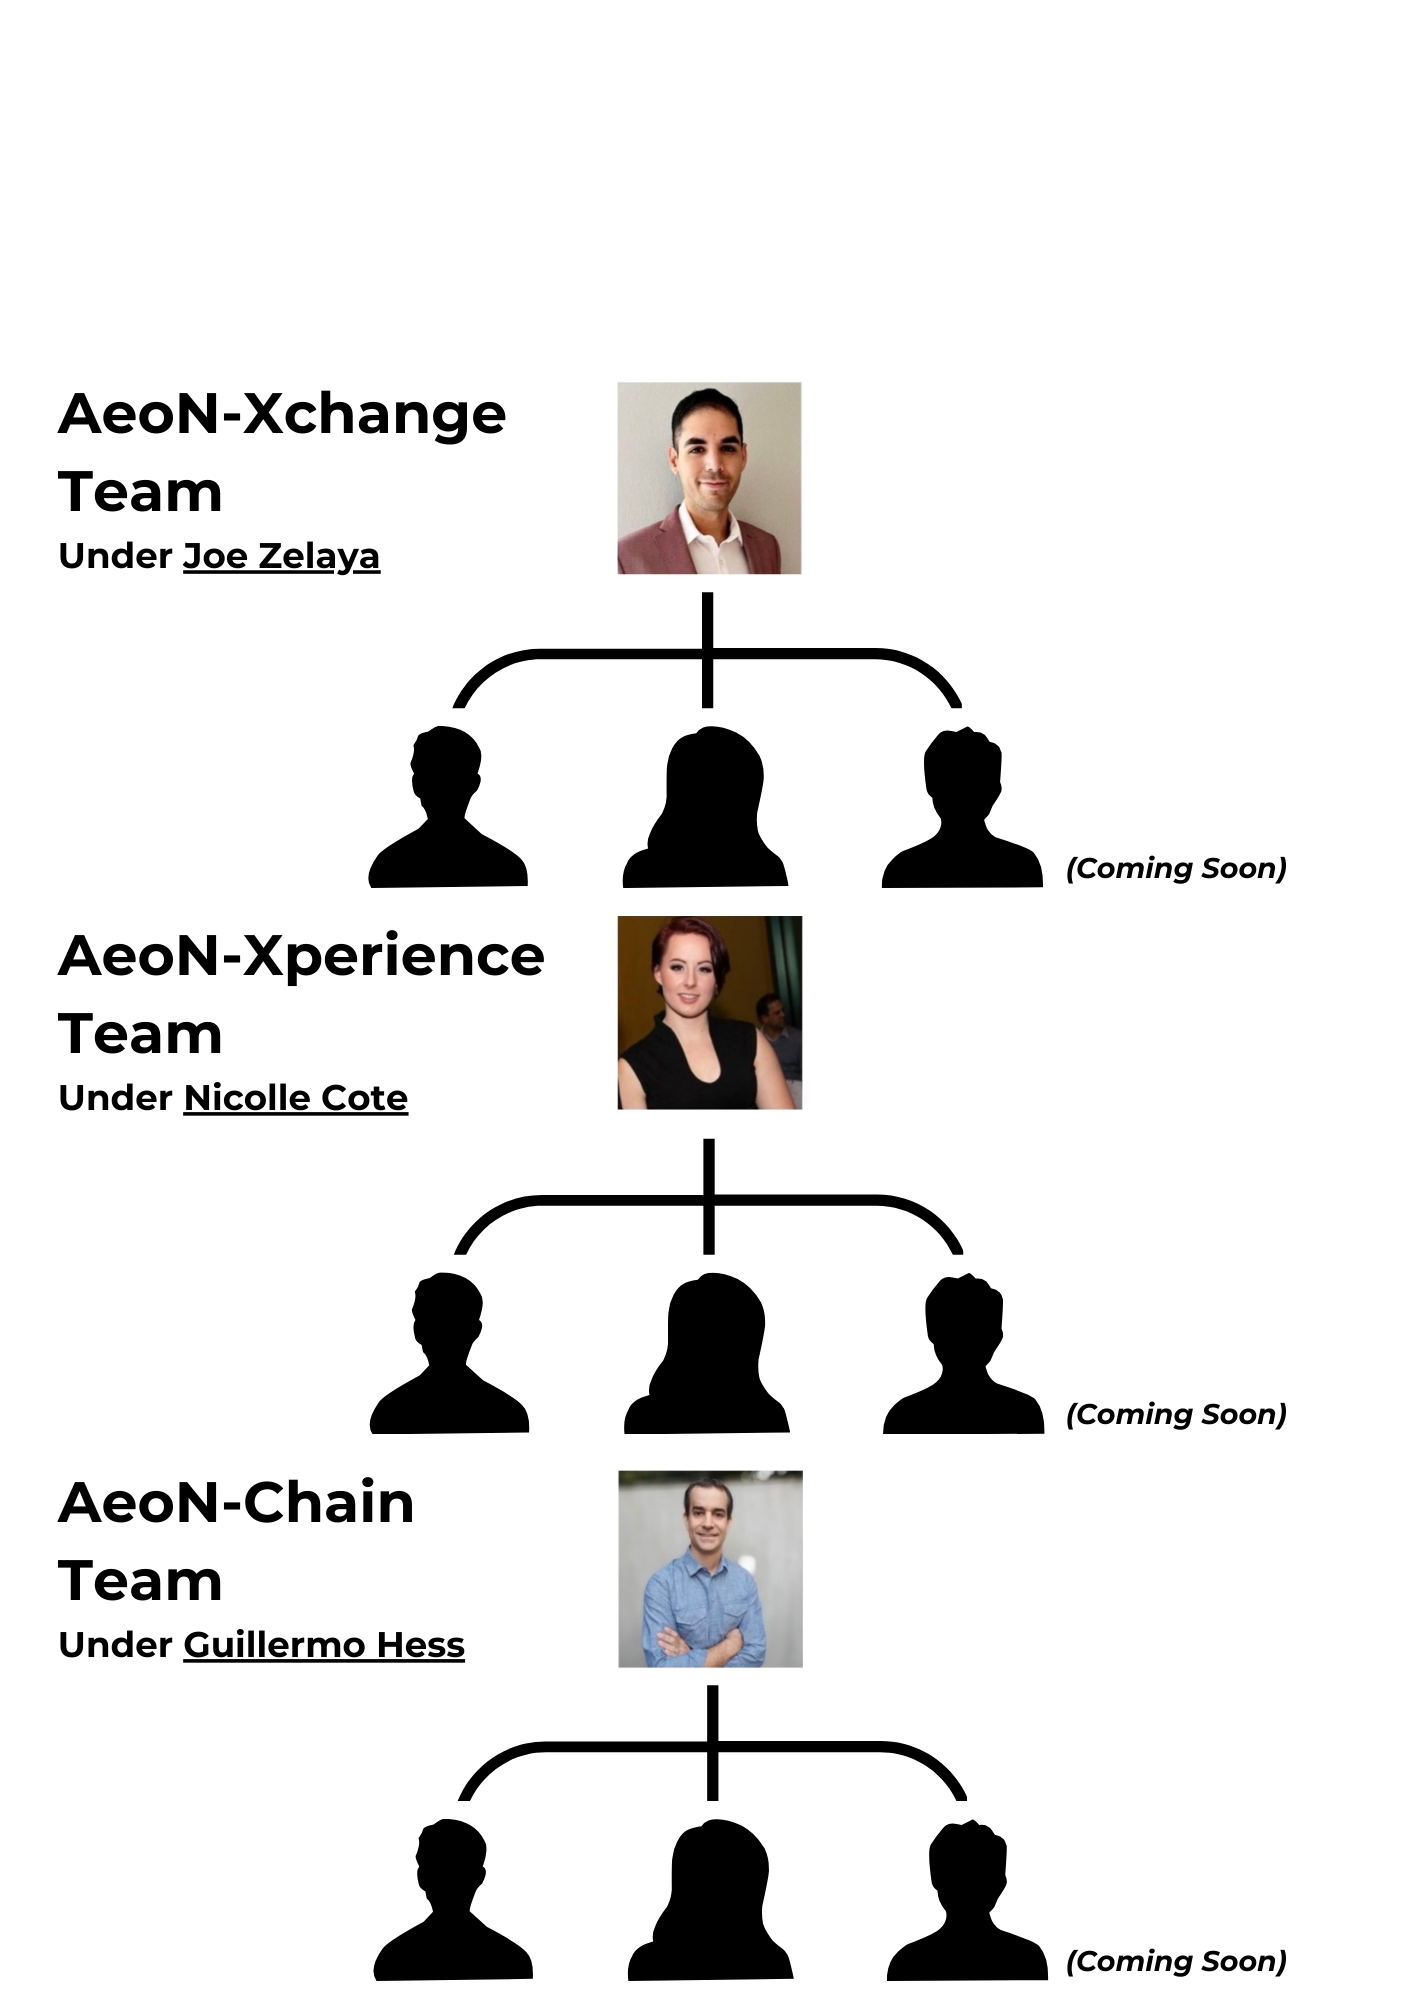 AeoN-Xchange
Team
Under Joe Zelaya
(Coming Soon)
AeoN-Xperience
Team
Under Nicolle Cote
(Coming Soon)
AeoN-Chain
Team
Under Guillermo Hess
(Coming Soon)